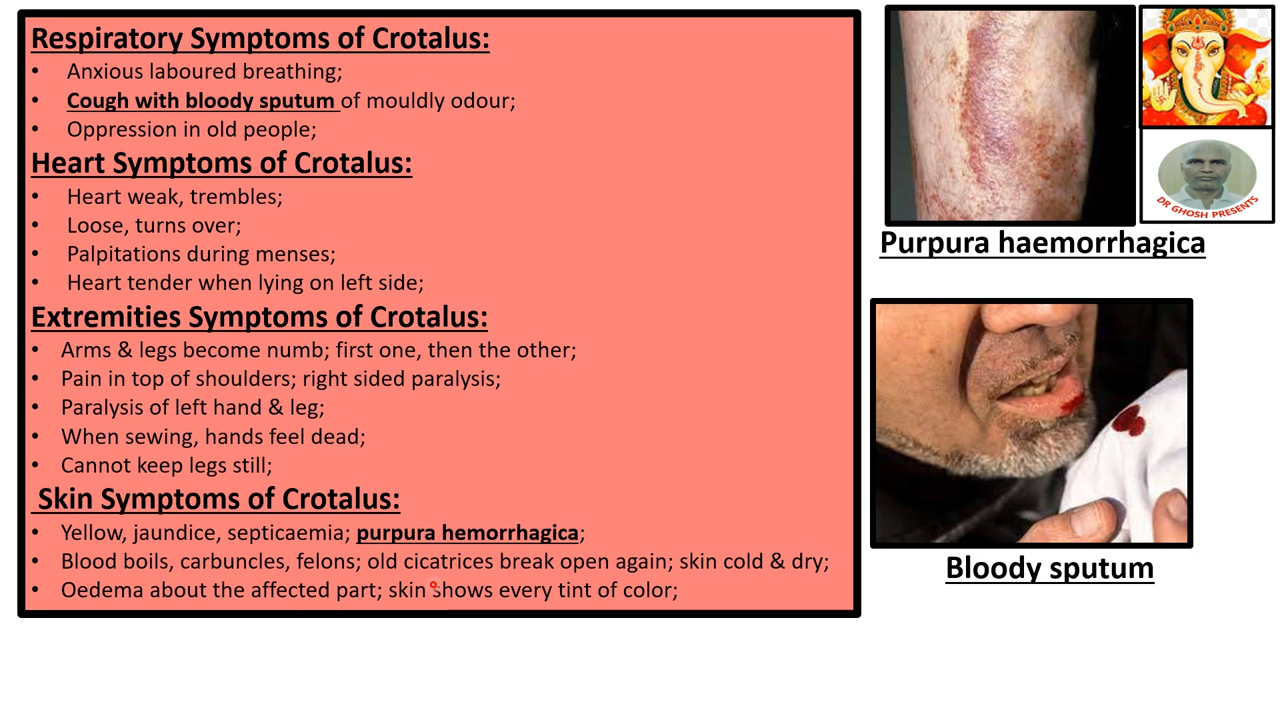 Respiratory Symptoms of Crotalus:
• Anxious laboured breathing;
• Cough with bloody sputum of mouldly odour;
• Oppression in old people;
Heart Symptoms of Crotalus:
• Heart weak, trembles;
• Loose, turns over;
• Palpitations during menses;
• Heart tender when lying on left side;
Extremities Symptoms of Crotalus:
• Arms & legs become numb; first one, then the other;
• Pain in top of shoulders; right sided paralysis;
• Paralysis of left hand & leg;
• When sewing, hands feel dead;
• Cannot keep legs still;
Skin Symptoms of Crotalus:
• Yellow, jaundice, septicaemia; purpura hemorrhagica;
• Blood boils, carbuncles, felons; old cicatrices break open again; skin cold & dry;
• Oedema about the affected part; skin shows every tint of color;
DR GHOSH PRESENTS
Purpura haemorrhagica
Bloody sputum